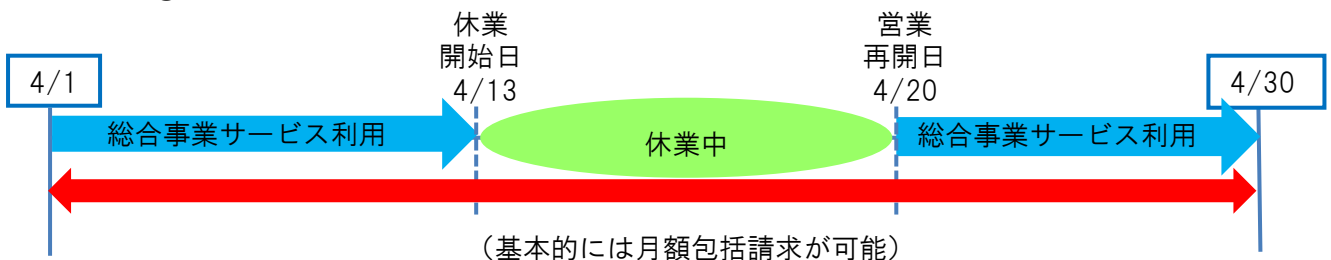 休業
開始日
4/13
営業
再開日
4/20
4/1
4/30
総合事業サービス利用
休業中
総合事業サービス利用
（基本的には月額包括請求が可能）